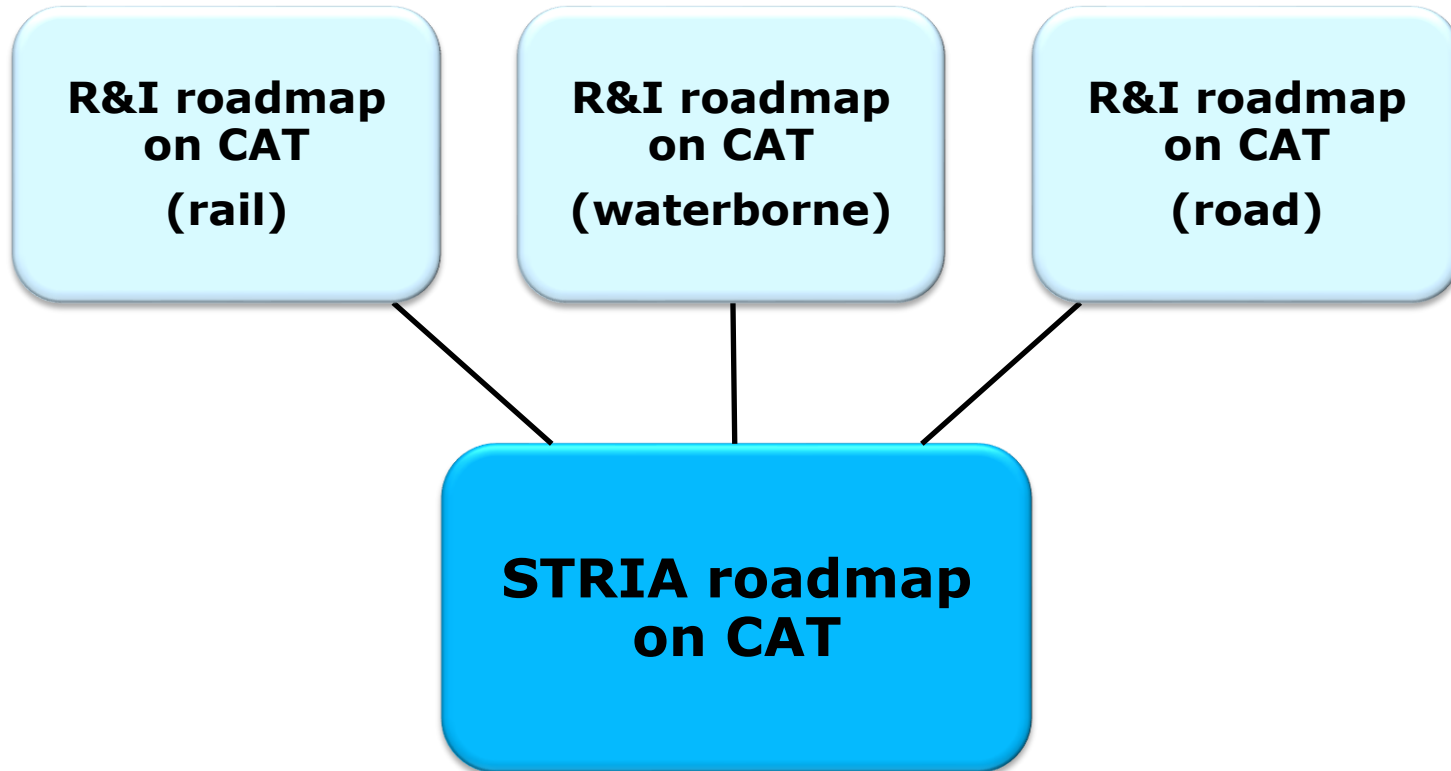 R&I roadmap
on CAT
(rail)
R&I roadmap
on CAT
(waterborne)
R&I roadmap
on CAT
(road)
STRIA roadmap
on CAT